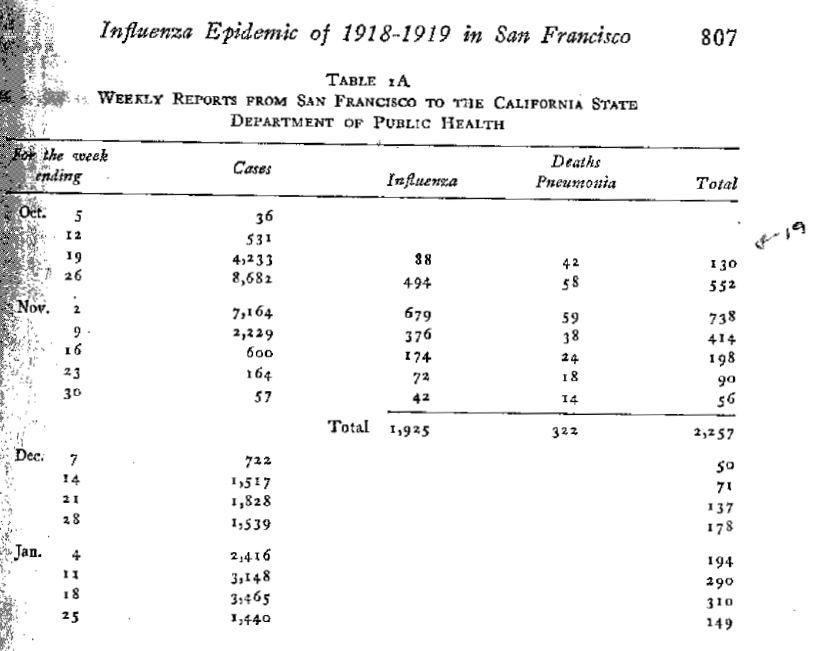 Influenza Epidemic of 1918-1919 in San Francisco 807
TABLE 1A
WEEKLY REPORTS FROM SAN FRANCISCO TO THE CALIFORNIA STATE
DEPARTMENT OF PUBLIC HEALTH
For the week Deaths
ending Cases Influenza Pneumonia Total
Oct. 5 36
12 531
19 4,233 88 42 130
26 8,682 494 58 552
Nov. 2 7,164 679 59 738
9 2,229 376 38 414
16 600 174 24 198
23 164 72 18 90
30 57 42 14 56
Total 1,925 322 2,257
Dec. 7 722 50
14 1,517 71
21 1,828 137
28 1,539 178
Jan. 4 2,416 194
11 3,148 290
18 3,465 310
25 1,440 149
19